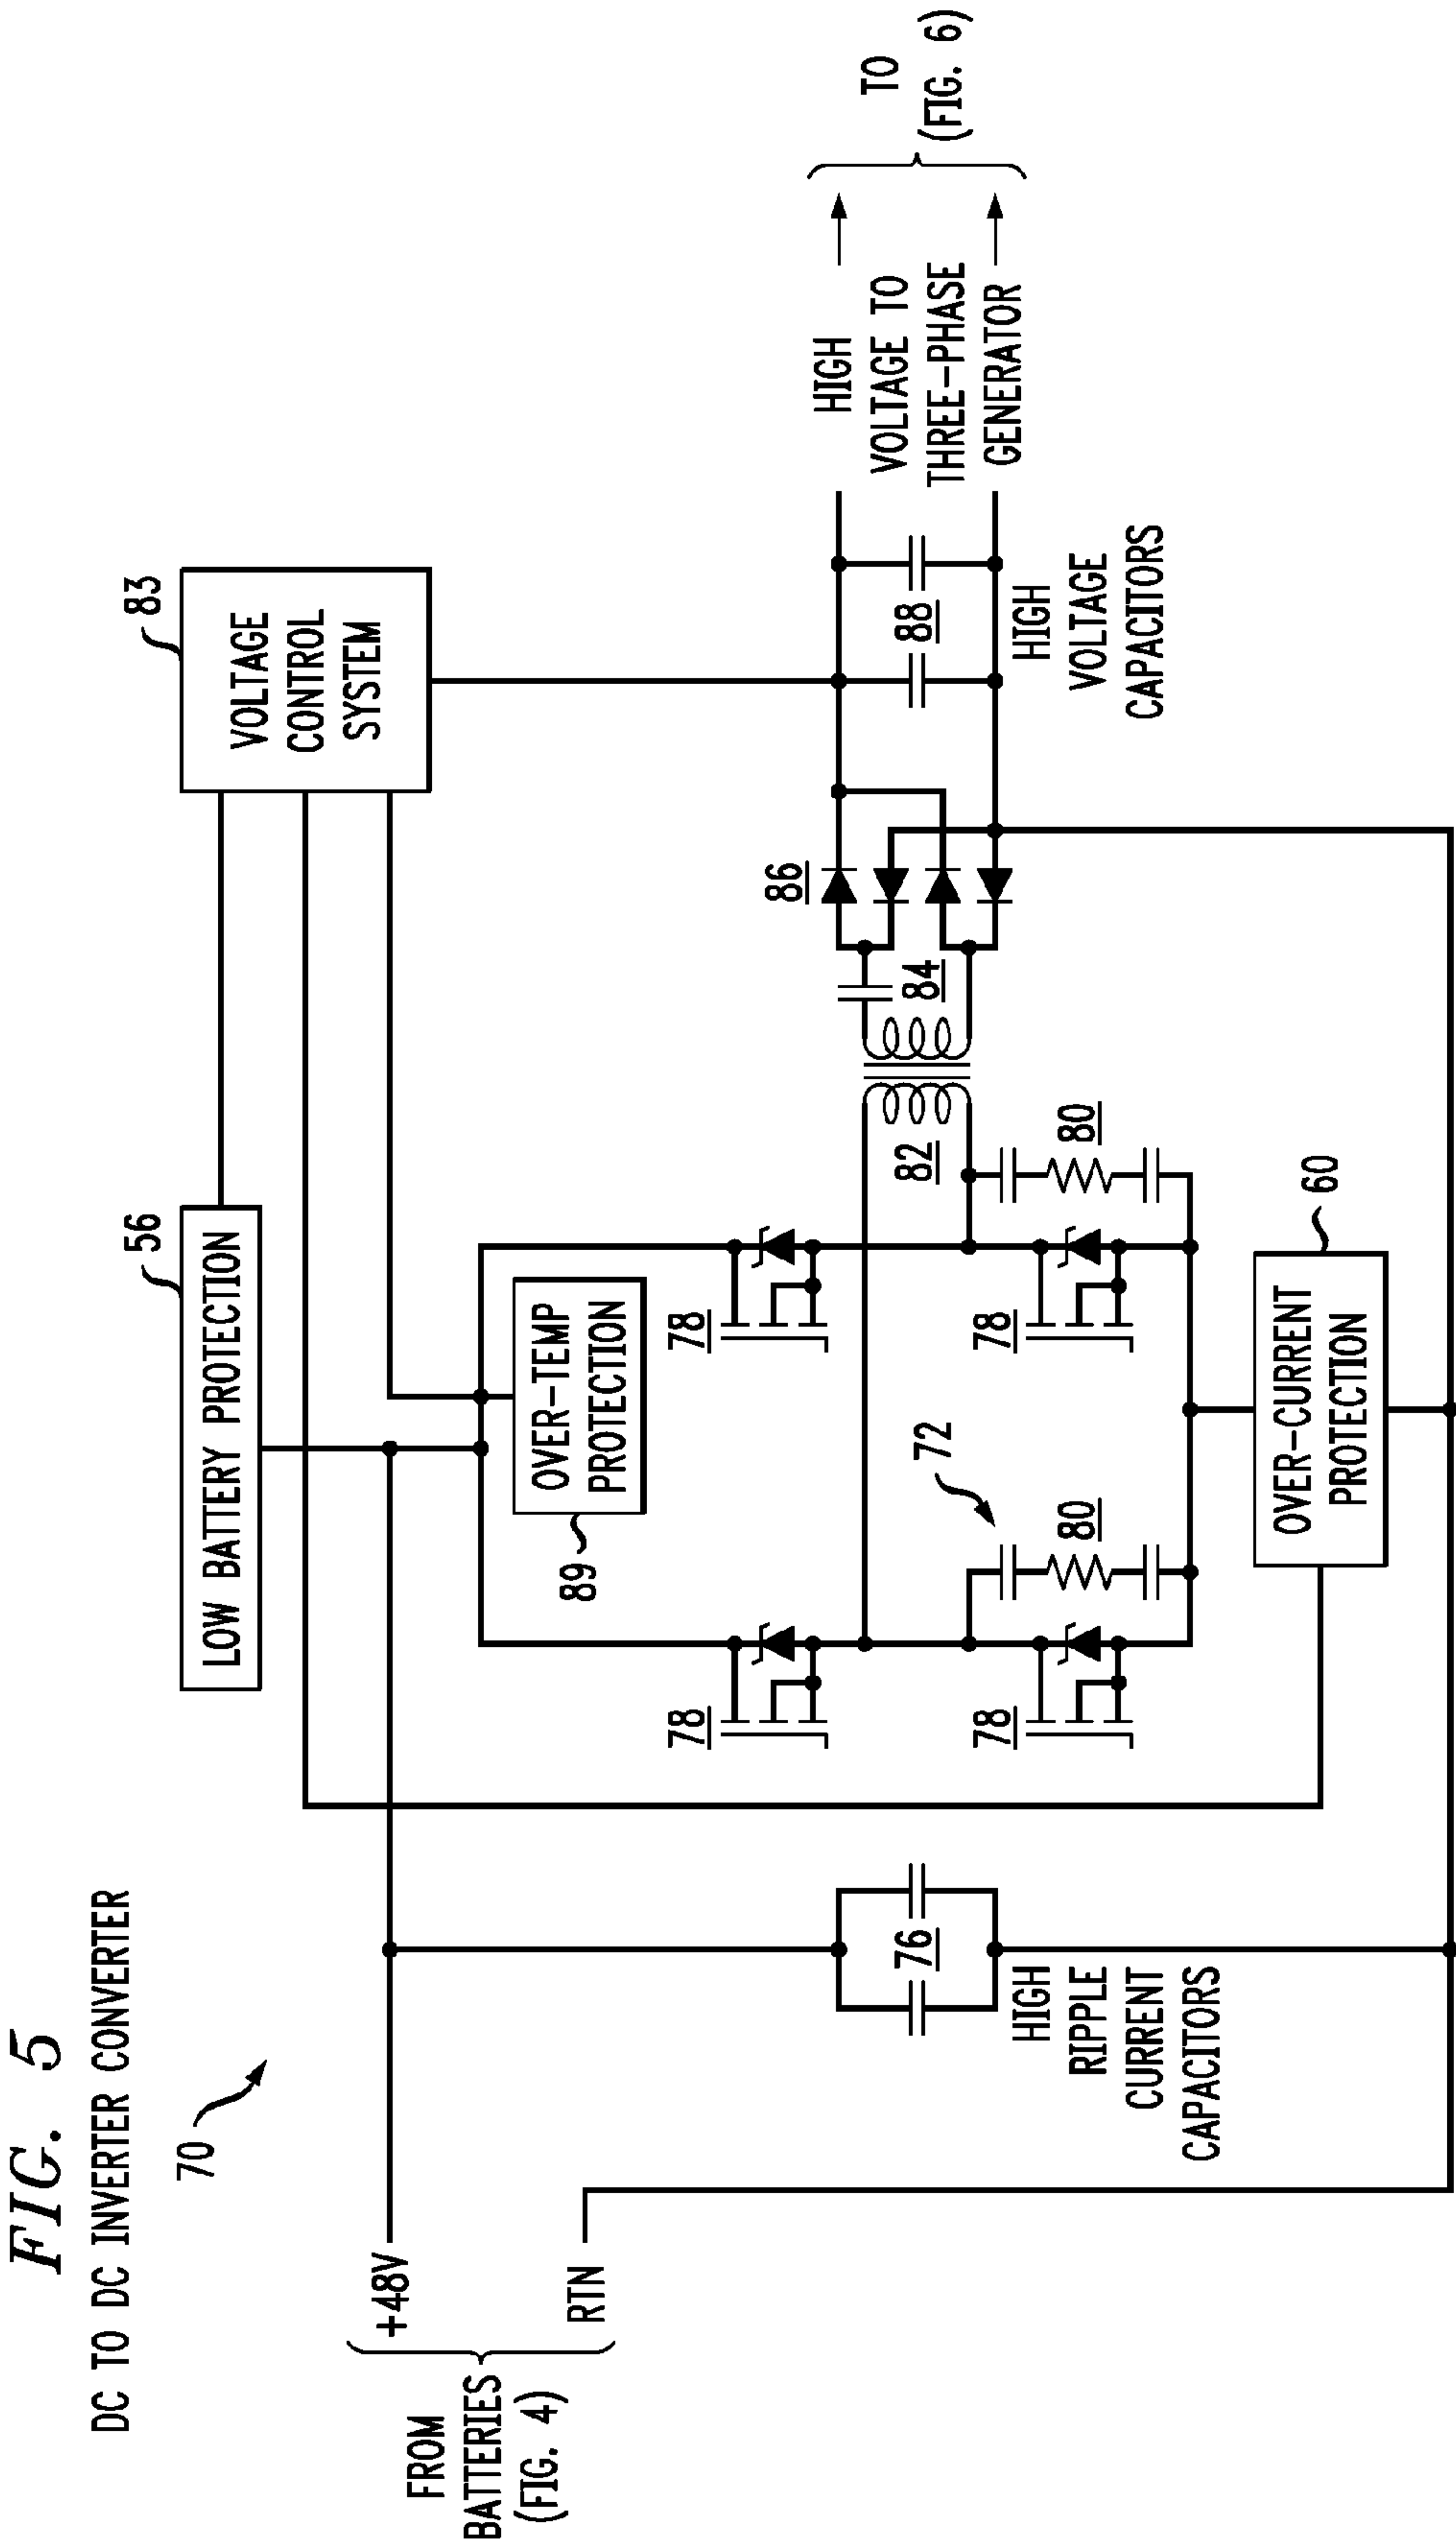 FIG. 5
DC TO DC INVERTER CONVERTER
70
FROM
BATTERIES
(FIG. 4)
+48V
RTN
56
LOW BATTERY PROTECTION
83
VOLTAGE
CONTROL
SYSTEM
OVER-TEMP
PROTECTION
89
78
78
78
78
72
80
80
82
84
86
76
HIGH
RIPPLE
CURRENT
CAPACITORS
88
HIGH
VOLTAGE
CAPACITORS
HIGH
VOLTAGE TO
THREE-PHASE
GENERATOR
TO
(FIG. 6)
60
OVER-CURRENT
PROTECTION